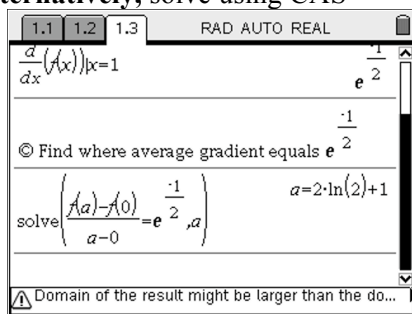 ternatively, solve using CAS
1.1 1.2 1.3 RAD AUTO REAL
d/dx (f(x))|x=1 e^(-1/2)
© Find where average gradient equals e^(-1/2)
solve((f(a)-f(0))/(a-0)=e^(-1/2),a) a=2·ln(2)+1
Domain of the result might be larger than the do...